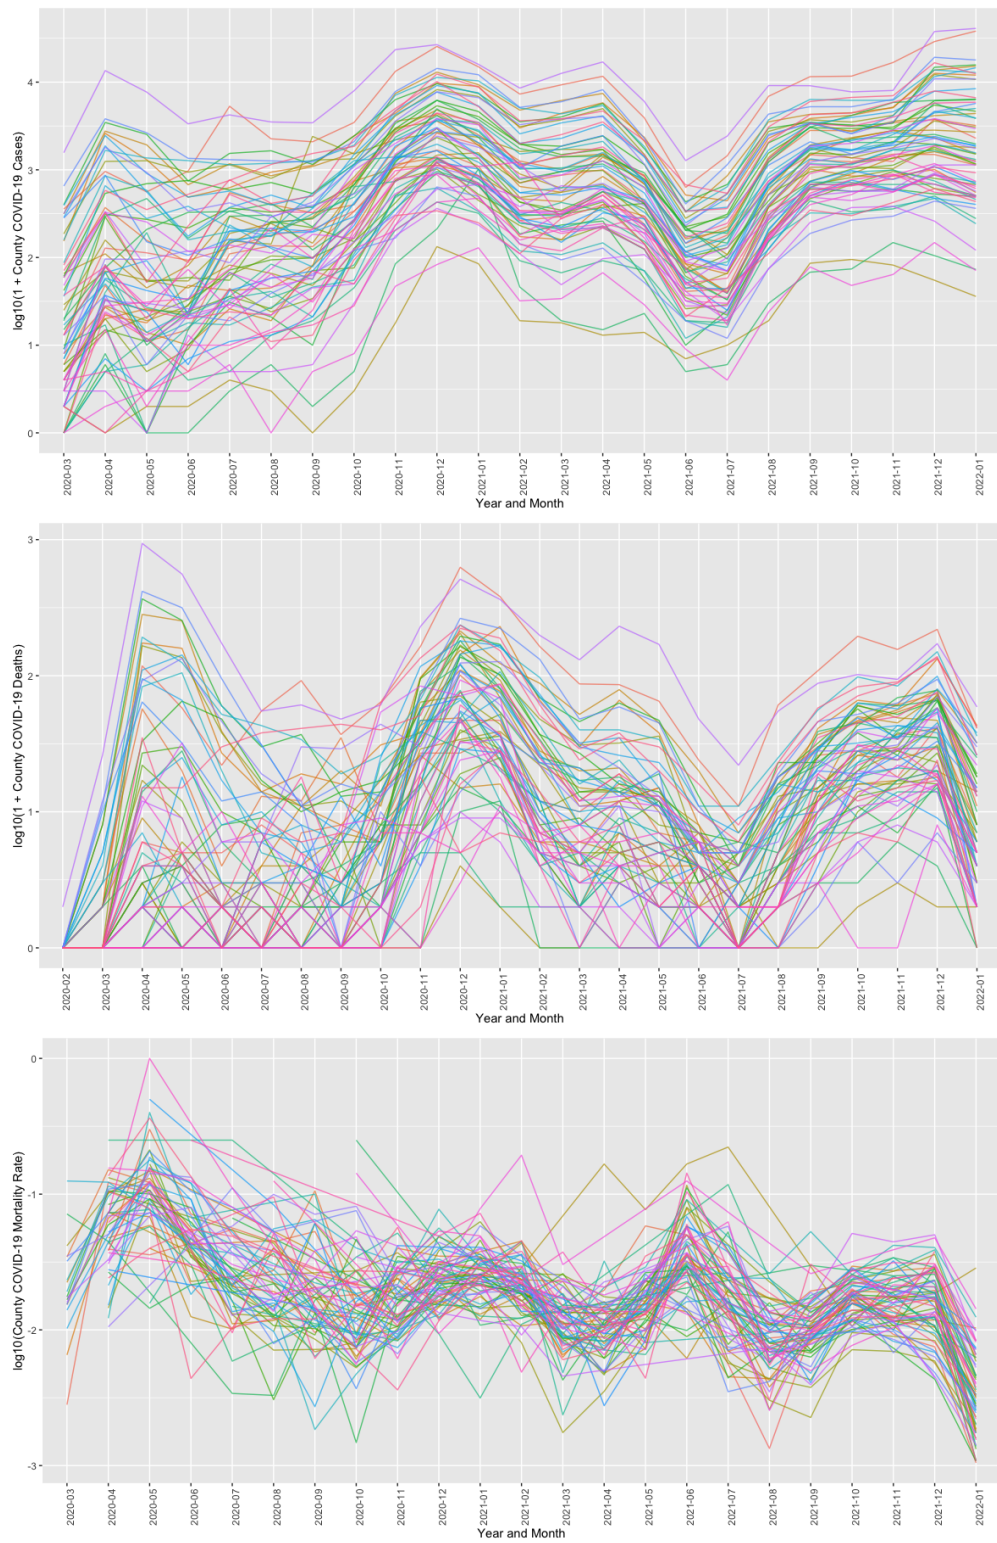 log10(1 + County COVID-19 Cases)
4
3
2
1
0
2020-03 2020-04 2020-05 2020-06 2020-07 2020-08 2020-09 2020-10 2020-11 2020-12 2021-01 2021-02 2021-03 2021-04 2021-05 2021-06 2021-07 2021-08 2021-09 2021-10 2021-11 2021-12 2022-01
Year and Month
log10(1 + County COVID-19 Deaths)
3
2
1
0
2020-02 2020-03 2020-04 2020-05 2020-06 2020-07 2020-08 2020-09 2020-10 2020-11 2020-12 2021-01 2021-02 2021-03 2021-04 2021-05 2021-06 2021-07 2021-08 2021-09 2021-10 2021-11 2021-12 2022-01
Year and Month
log10(County COVID-19 Mortality Rate)
0
-1
-2
-3
2020-03 2020-04 2020-05 2020-06 2020-07 2020-08 2020-09 2020-10 2020-11 2020-12 2021-01 2021-02 2021-03 2021-04 2021-05 2021-06 2021-07 2021-08 2021-09 2021-10 2021-11 2021-12 2022-01
Year and Month